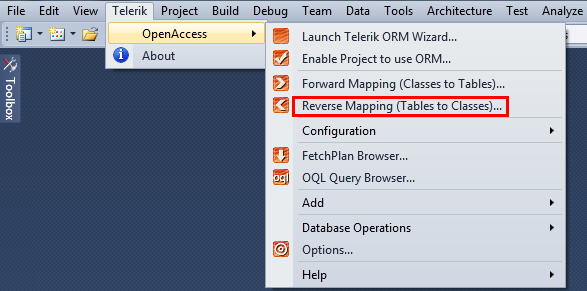 File Edit View Telerik Project Build Debug Team Data Tools Architecture Test Analyze
OpenAccess
About
Toolbox
Launch Telerik ORM Wizard...
Enable Project to use ORM...
Forward Mapping (Classes to Tables)...
Reverse Mapping (Tables to Classes)...
Configuration
FetchPlan Browser...
oql OQL Query Browser...
Add
Database Operations
Options...
Help